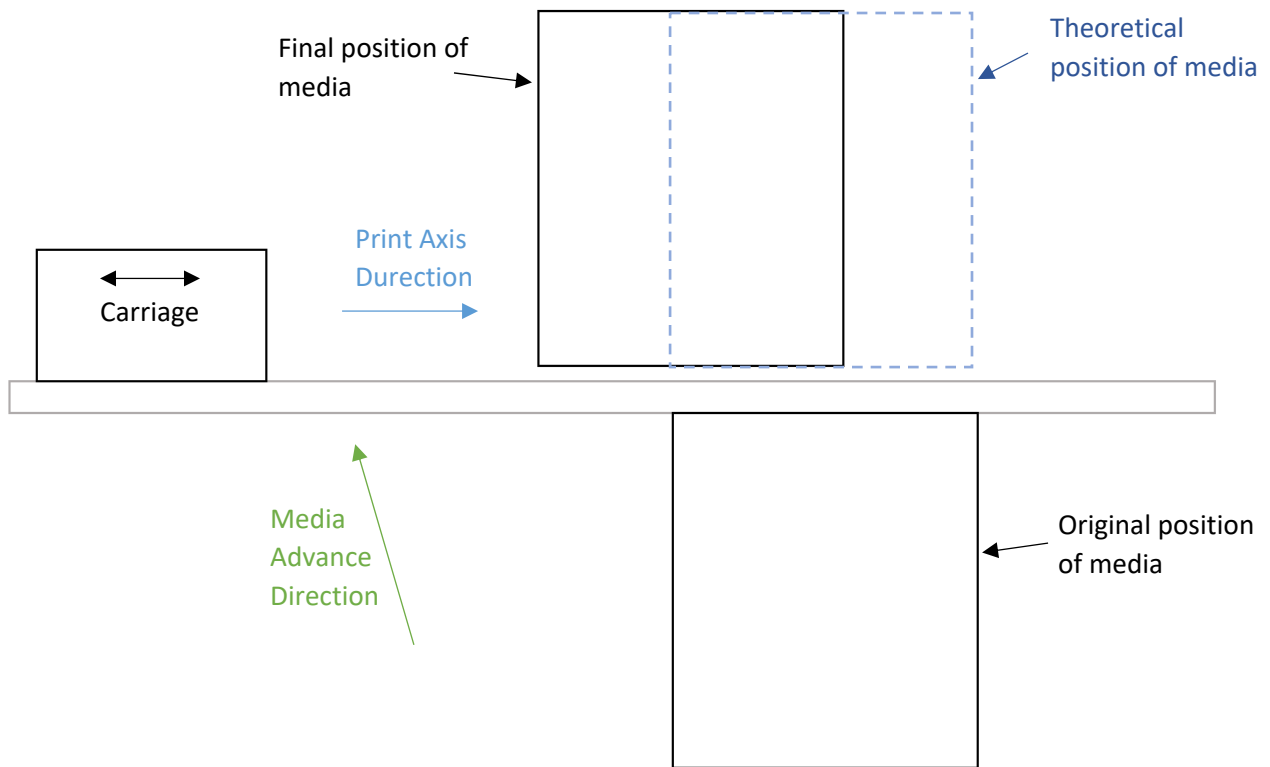 Final position of
media
Theoretical
position of media
Print Axis
Durection
Carriage
Media
Advance
Direction
Original position
of media